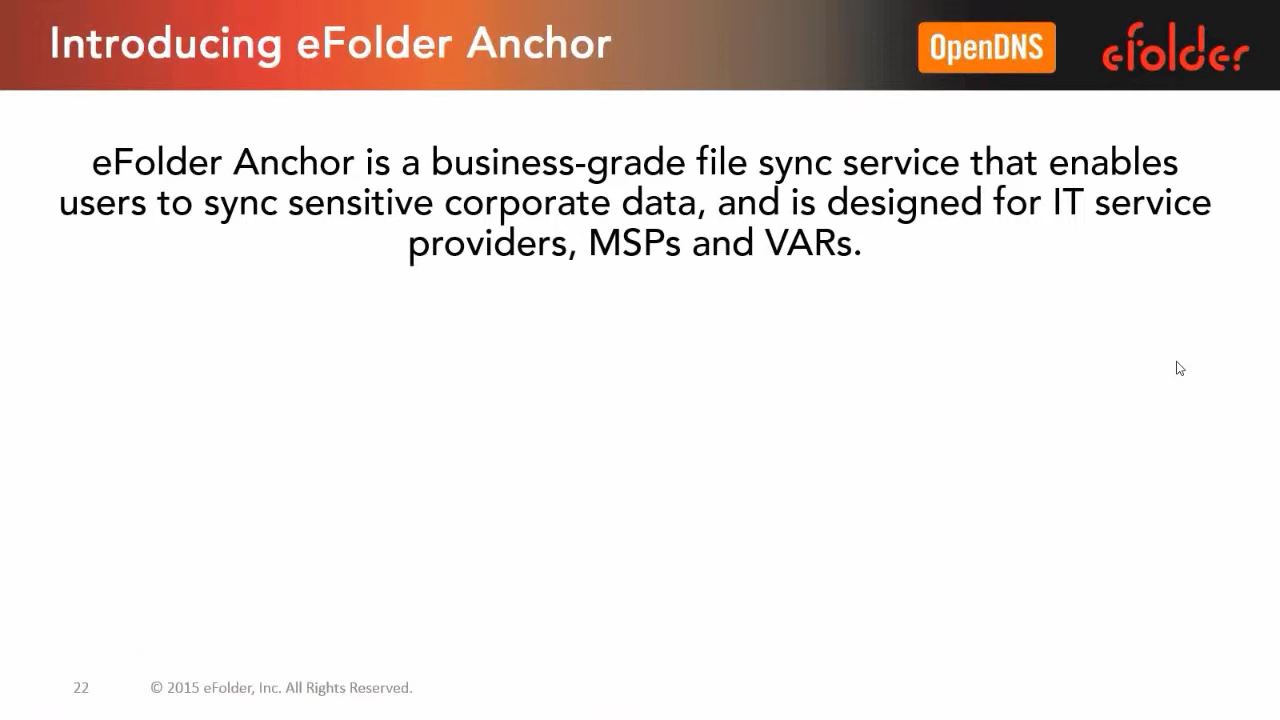 Introducing eFolder Anchor
OpenDNS
efolder
eFolder Anchor is a business-grade file sync service that enables
users to sync sensitive corporate data, and is designed for IT service
providers, MSPs and VARs.
22
© 2015 eFolder, Inc. All Rights Reserved.